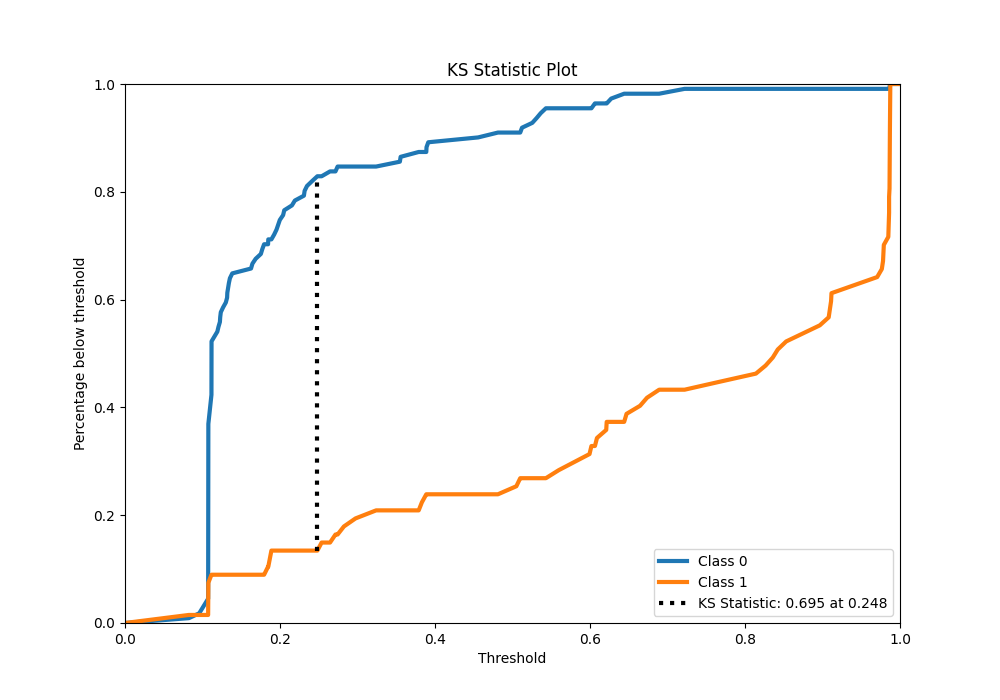 KS Statistic Plot
1.0
0.8
0.6
0.4
0.2
0.0
Percentage below threshold
0.0 0.2 0.4 0.6 0.8 1.0
Threshold
Class 0
Class 1
KS Statistic: 0.695 at 0.248